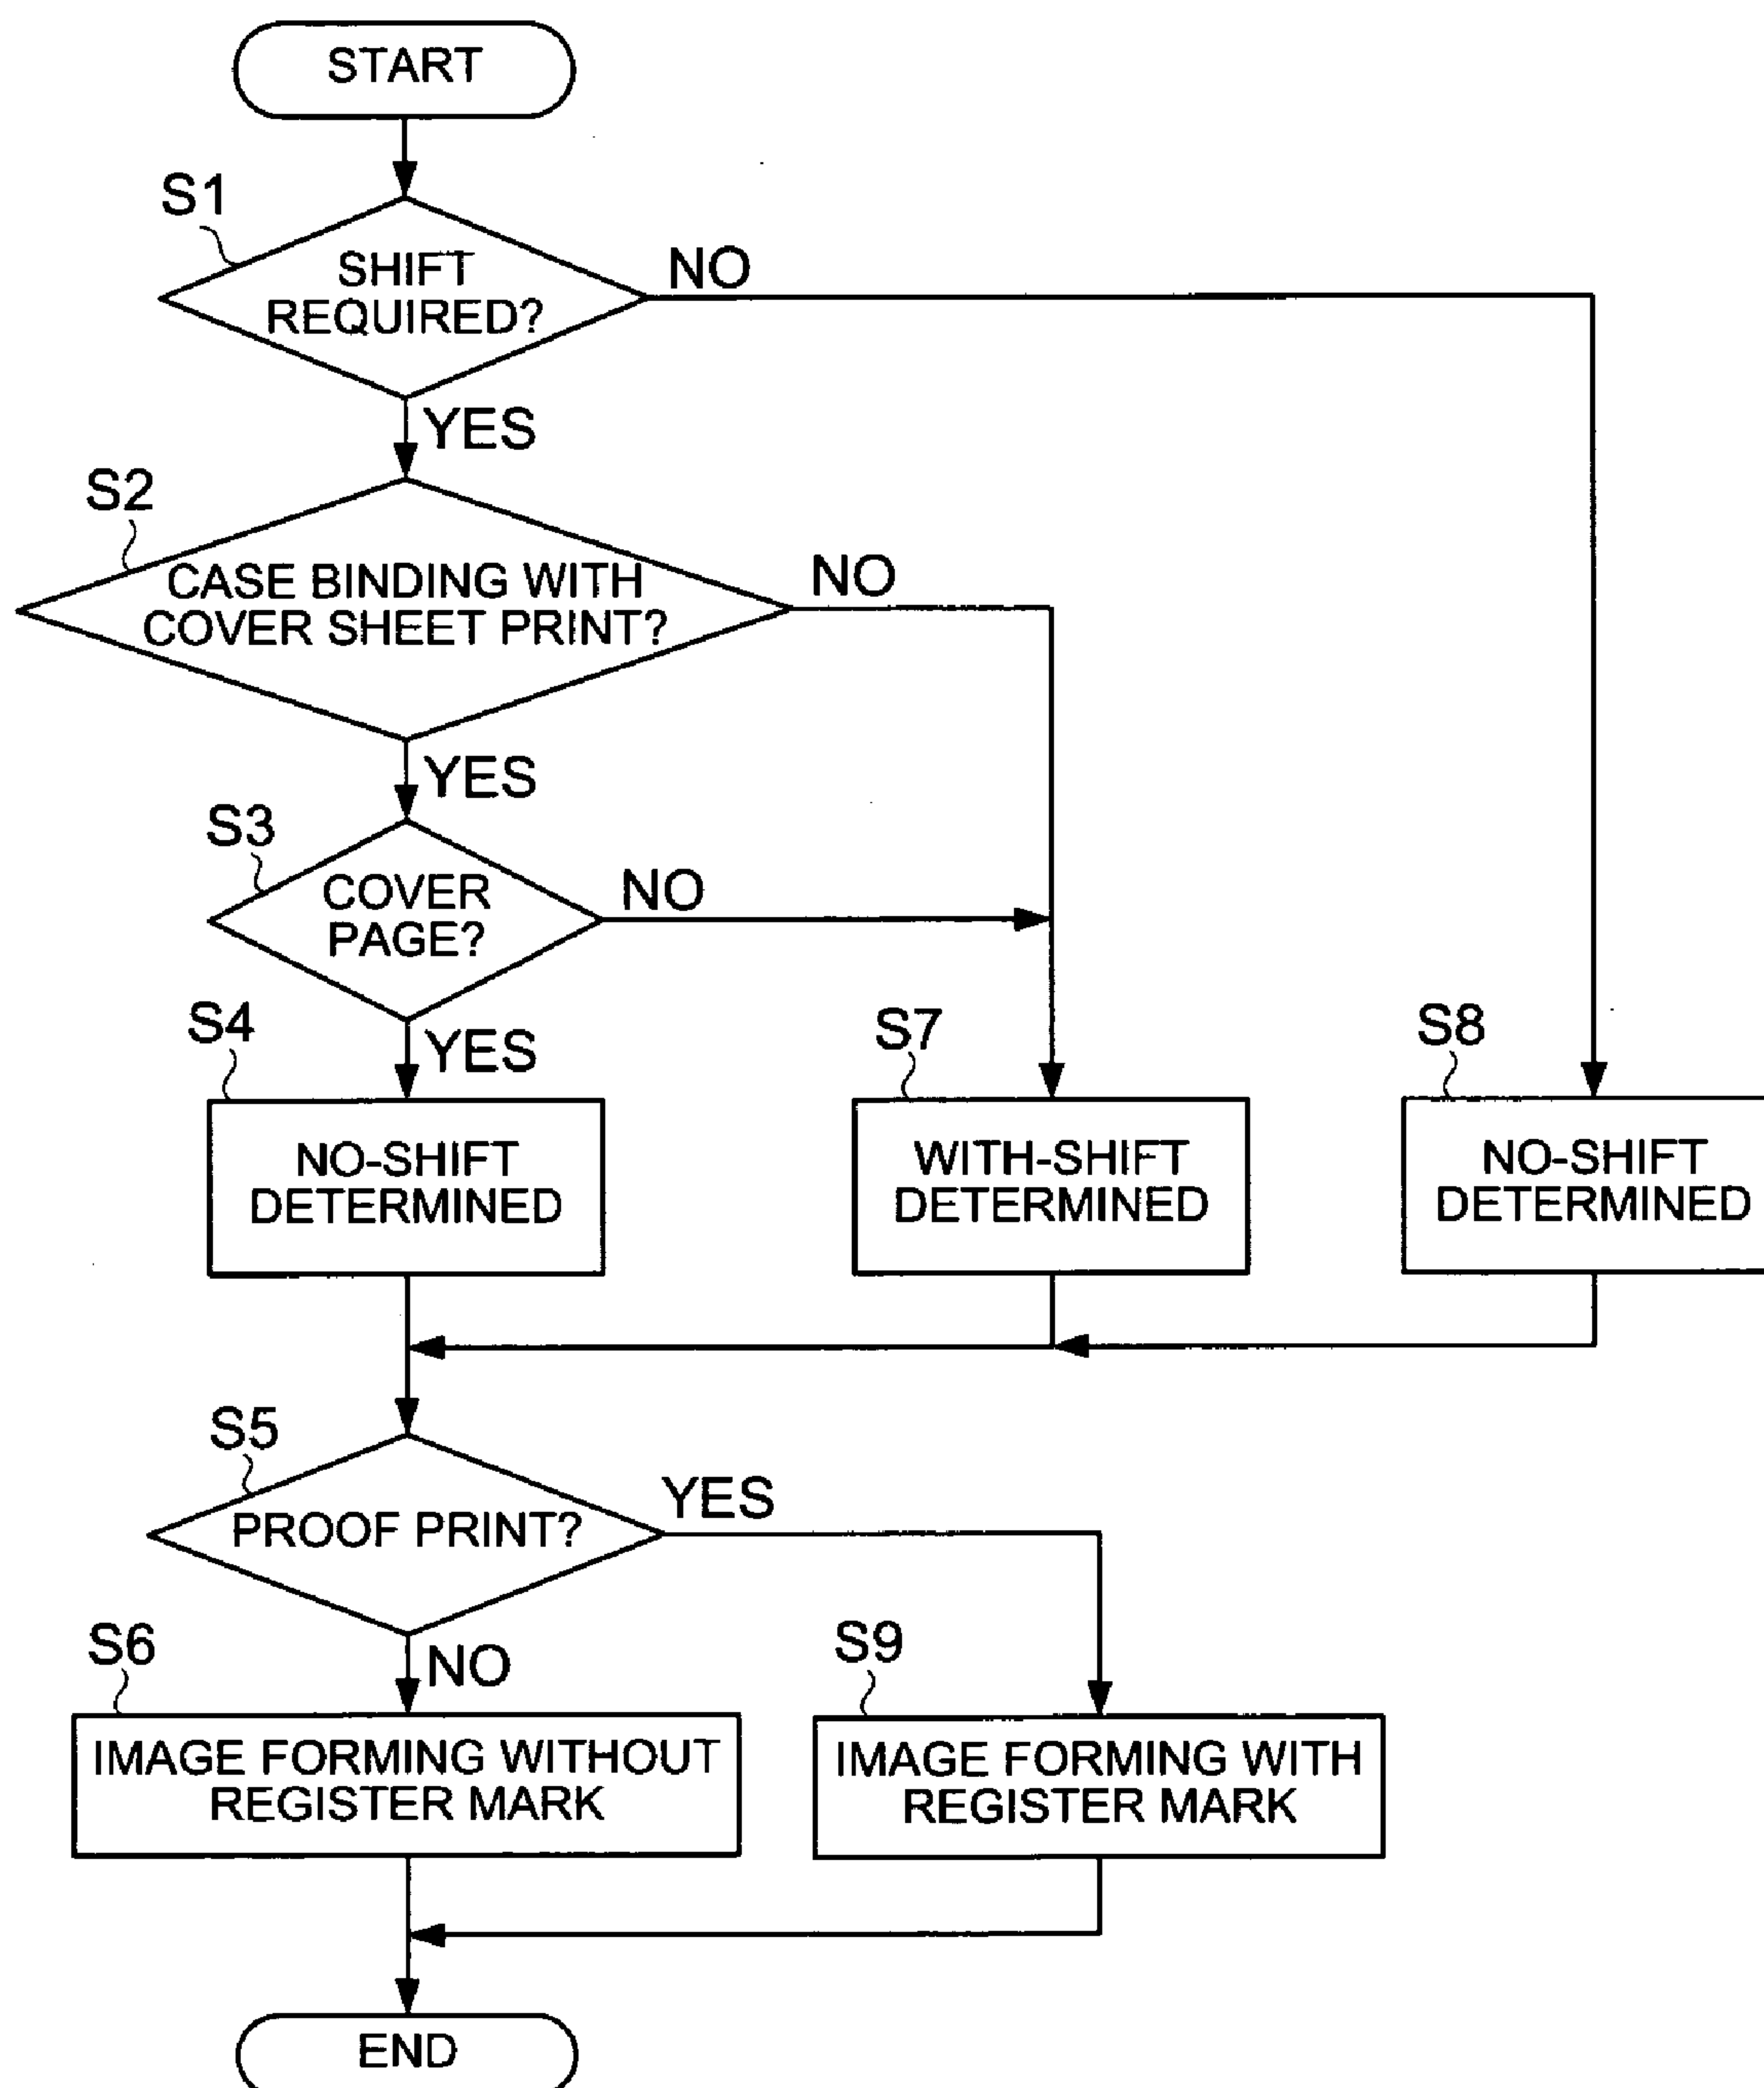 START
S1
SHIFT
REQUIRED?
NO
YES
S2
CASE BINDING WITH
COVER SHEET PRINT?
NO
YES
S3
COVER
PAGE?
NO
YES
S4
NO-SHIFT
DETERMINED
S7
WITH-SHIFT
DETERMINED
S8
NO-SHIFT
DETERMINED
S5
PROOF PRINT?
YES
NO
S6
IMAGE FORMING WITHOUT
REGISTER MARK
S9
IMAGE FORMING WITH
REGISTER MARK
END